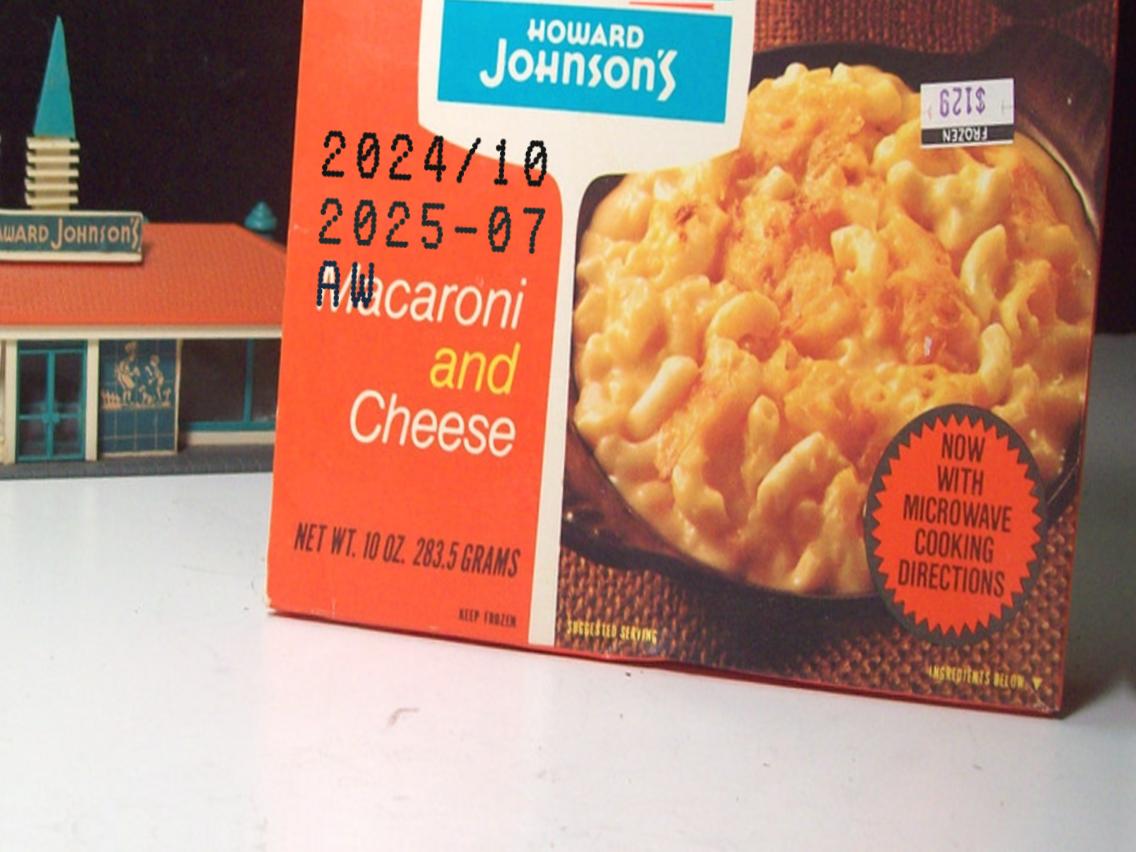 HOWARD
JOHNSON'S
$129
FROZEN
2024/10
2025-07
AW
Macaroni
and
Cheese
HOWARD JOHNSON'S
NOW
WITH
MICROWAVE
COOKING
DIRECTIONS
NET WT. 10 OZ. 283.5 GRAMS
KEEP FROZEN
SUGGESTED SERVING
INGREDIENTS BELOW